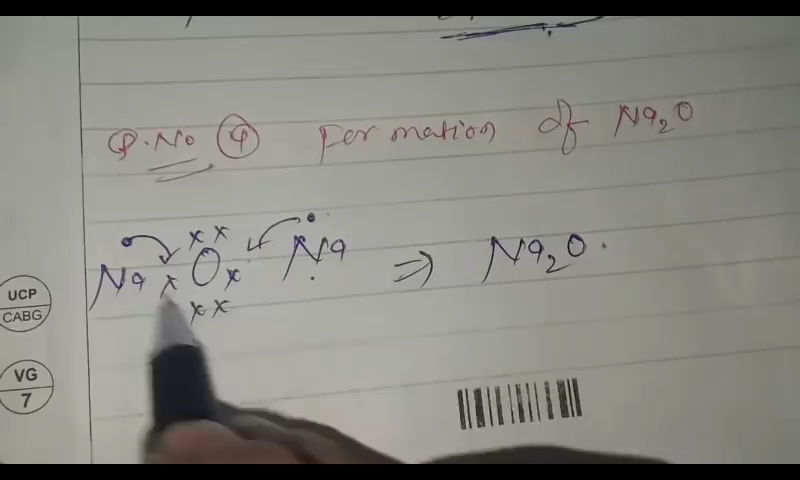 Q.No 4 Formation of Na₂O
Na O Na ⇒ Na₂O.
UCP
CABG
VG
7